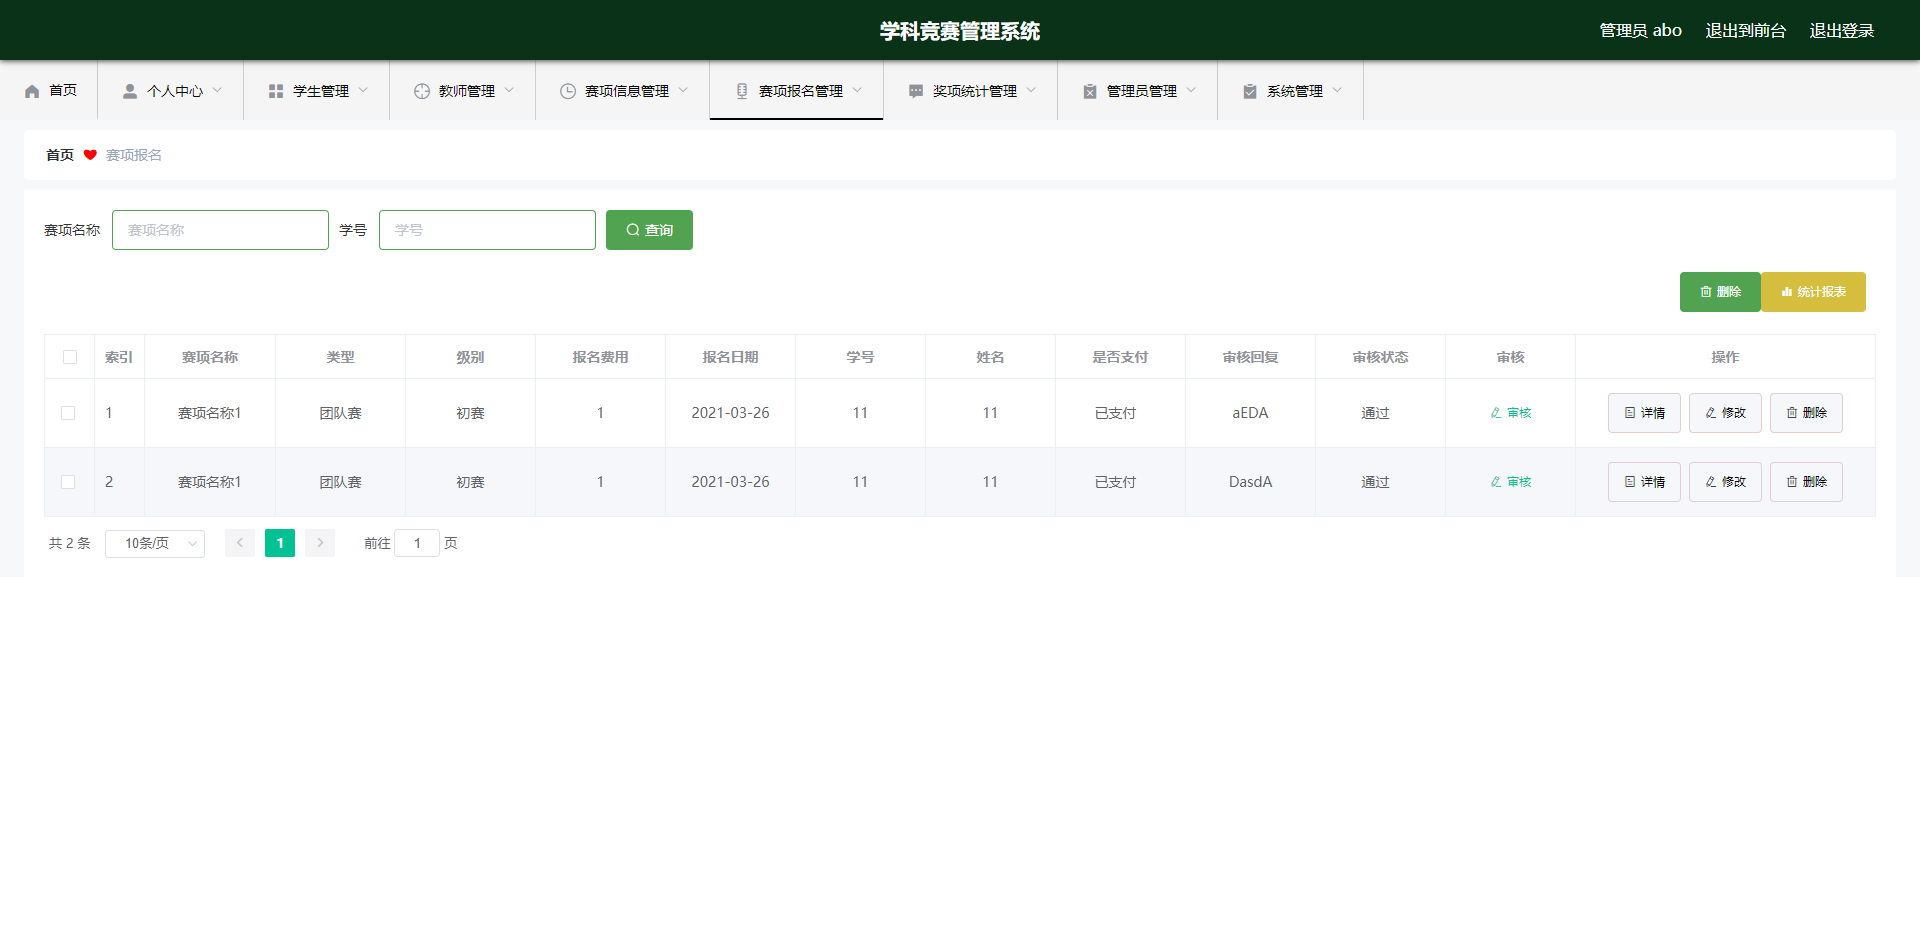 学科竞赛管理系统
管理员 abo 退出到前台 退出登录
首页 个人中心 学生管理 教师管理 赛项信息管理 赛项报名管理 奖项统计管理 管理员管理 系统管理
首页 赛项报名
赛项名称 赛项名称 学号 学号 查询
删除 统计报表
索引 赛项名称 类型 级别 报名费用 报名日期 学号 姓名 是否支付 审核回复 审核状态 审核 操作
1 赛项名称1 团队赛 初赛 1 2021-03-26 11 11 已支付 aEDA 通过 审核 详情 修改 删除
2 赛项名称1 团队赛 初赛 1 2021-03-26 11 11 已支付 DasdA 通过 审核 详情 修改 删除
共 2 条 10条/页 1 前往 1 页